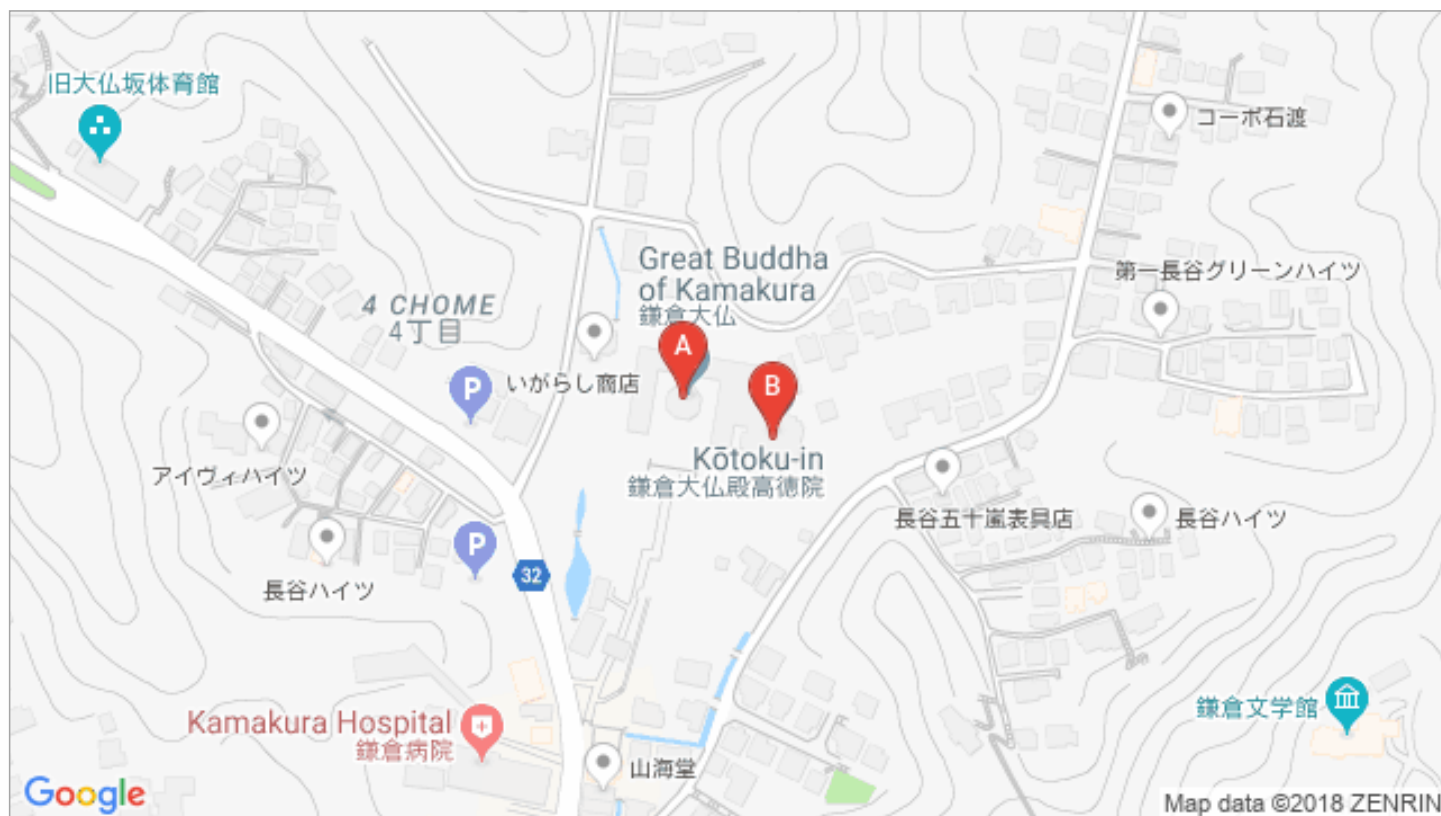 旧大仏坂体育館
コーポ石渡
Great Buddha
of Kamakura
鎌倉大仏
第一長谷グリーンハイツ
4 CHOME
4丁目
A
P
いがらし商店
B
Kōtoku-in
鎌倉大仏殿高徳院
アイヴィハイツ
長谷五十嵐表具店
長谷ハイツ
P
32
長谷ハイツ
Kamakura Hospital
鎌倉病院
鎌倉文学館
山海堂
Google
Map data ©2018 ZENRIN